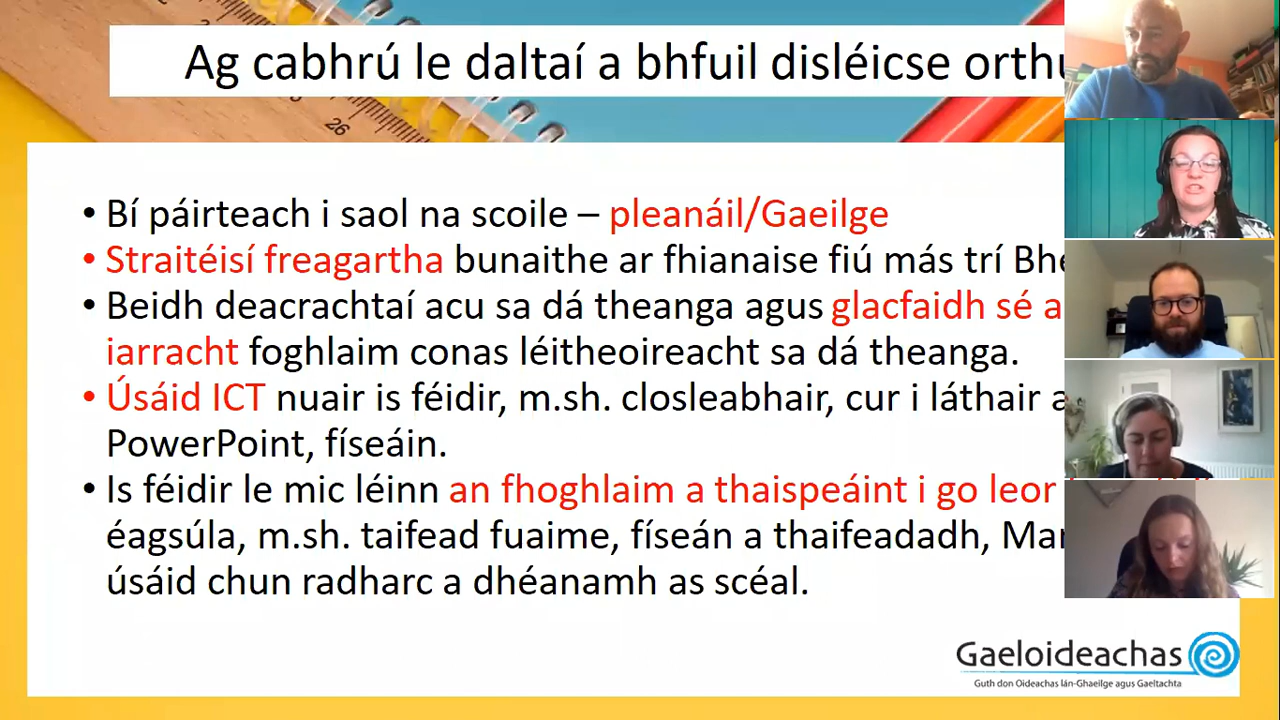 26
Ag cabhrú le daltaí a bhfuil disléicse
• Bí páirteach i saol na scoile – pleanáil/Gaeilge
• Straitéisí freagartha bunaithe ar fhianaise fiú más trí
• Beidh deacrachtaí acu sa dá theanga agus glacfaidh sé
iarracht foghlaim conas léitheoireacht sa dá theanga.
• Úsáid ICT nuair is féidir, m.sh. closleabhair, cur i láthair
PowerPoint, físeáin.
• Is féidir le mic léinn an fhoghlaim a thaispeáint i go leor
éagsúla, m.sh. taifead fuaime, físeán a thaifeadadh,
úsáid chun radharc a dhéanamh as scéal.
Gaeloideachas
Guth don Oideachas lán-Ghaeilge agus Gaeltachta